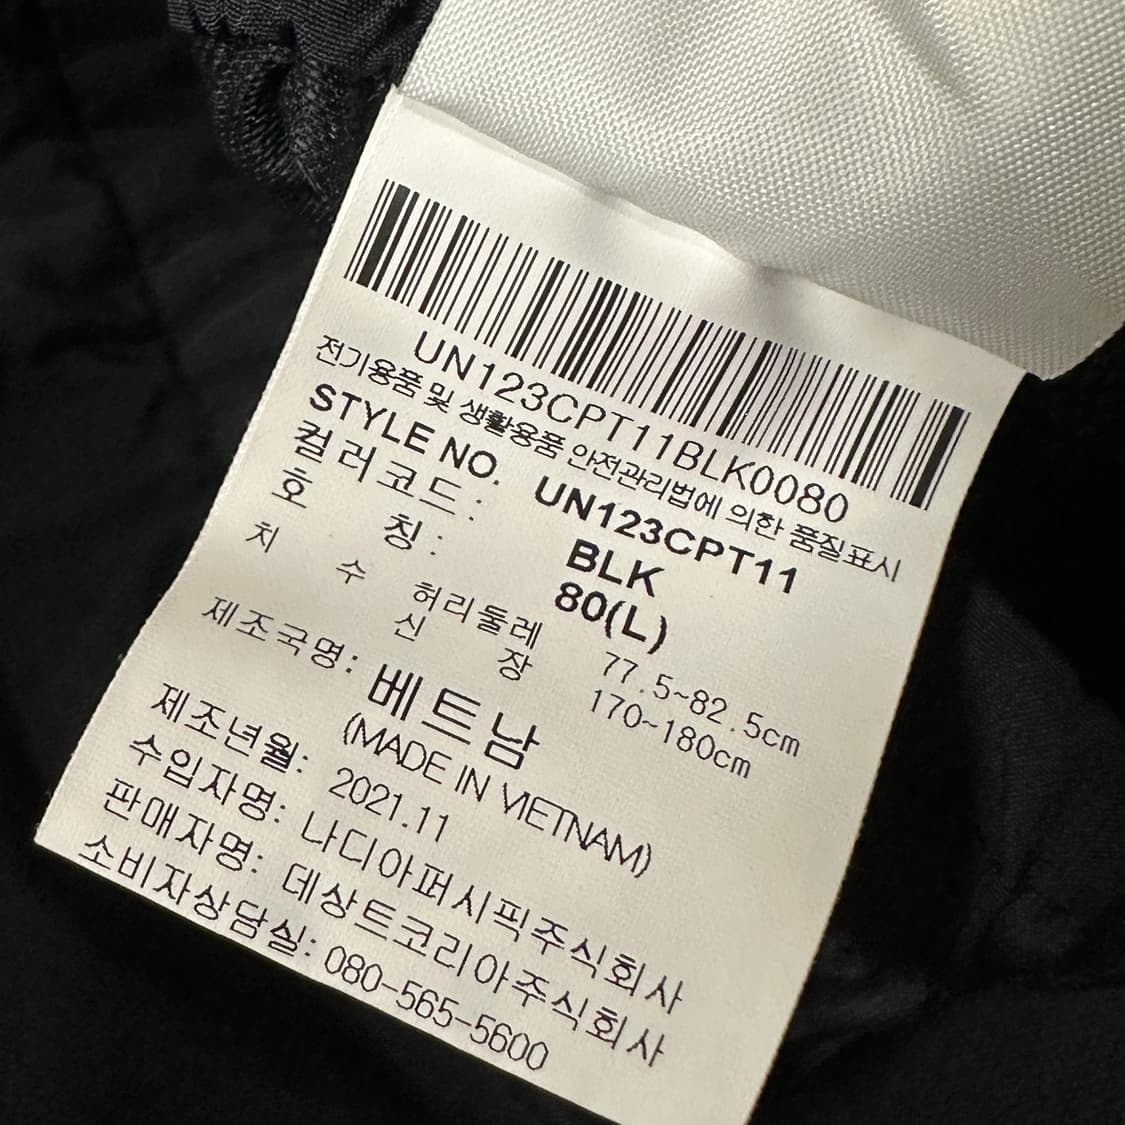 UN123CPT11BLK0080
전기용품 및 생활용품 안전관리법에 의한 품질표시
STYLE NO. UN123CPT11
컬러코드: BLK
호 칭: 80(L)
치 수 허리둘레 77.5~82.5cm
신 장 170~180cm
제조국명: 베트남
(MADE IN VIETNAM)
제조년월: 2021.11
수입자명: 나디아퍼시픽주식회사
판매자명: 데상트코리아주식회사
소비자상담실: 080-565-5600